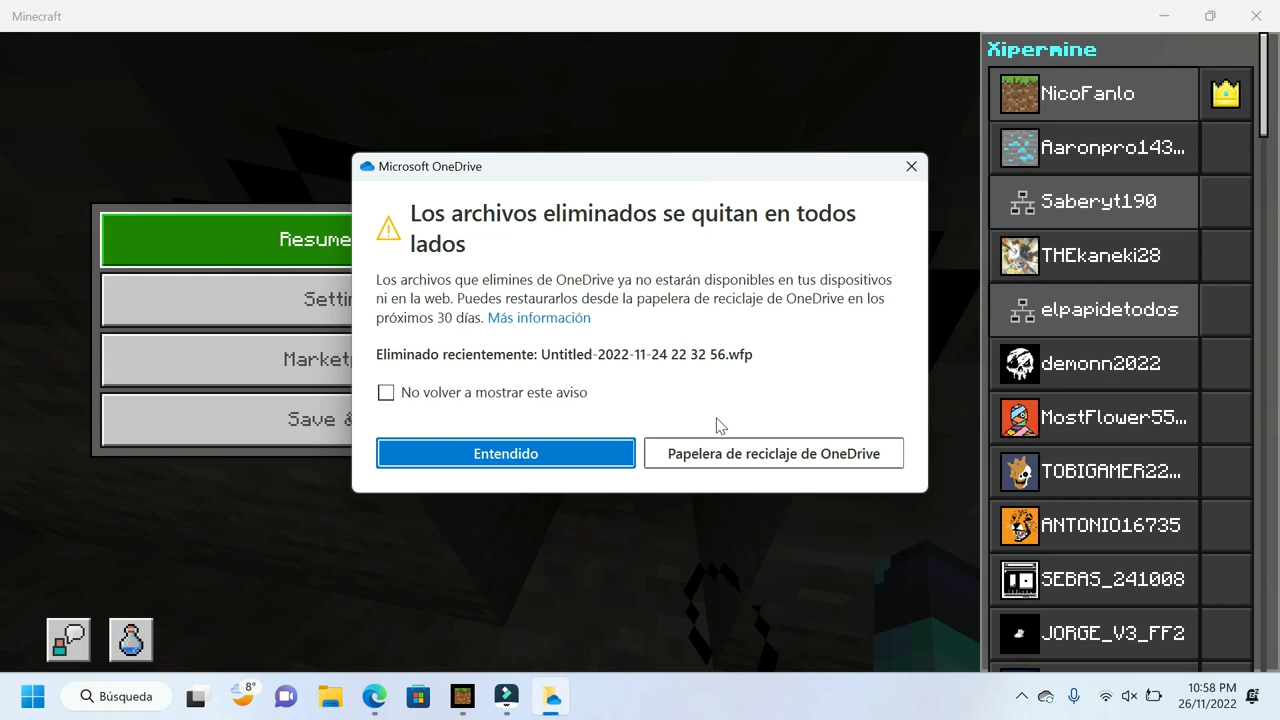 Minecraft
Xipermine
NicoFanlo
Aaronpro143...
Saberyt190
THEkaneki28
elpapidetodos
demonn2022
MostFlower55...
TOBIGAMER22...
ANTONIO16735
SEBAS_241008
JORGE_V3_FF2
Resume
Settin
Marketp
Save &
Microsoft OneDrive
Los archivos eliminados se quitan en todos
lados
Los archivos que elimines de OneDrive ya no estarán disponibles en tus dispositivos
ni en la web. Puedes restaurarlos desde la papelera de reciclaje de OneDrive en los
próximos 30 días. Más información
Eliminado recientemente: Untitled-2022-11-24 22 32 56.wfp
No volver a mostrar este aviso
Entendido
Papelera de reciclaje de OneDrive
Búsqueda
8°
10:58 PM
26/11/2022